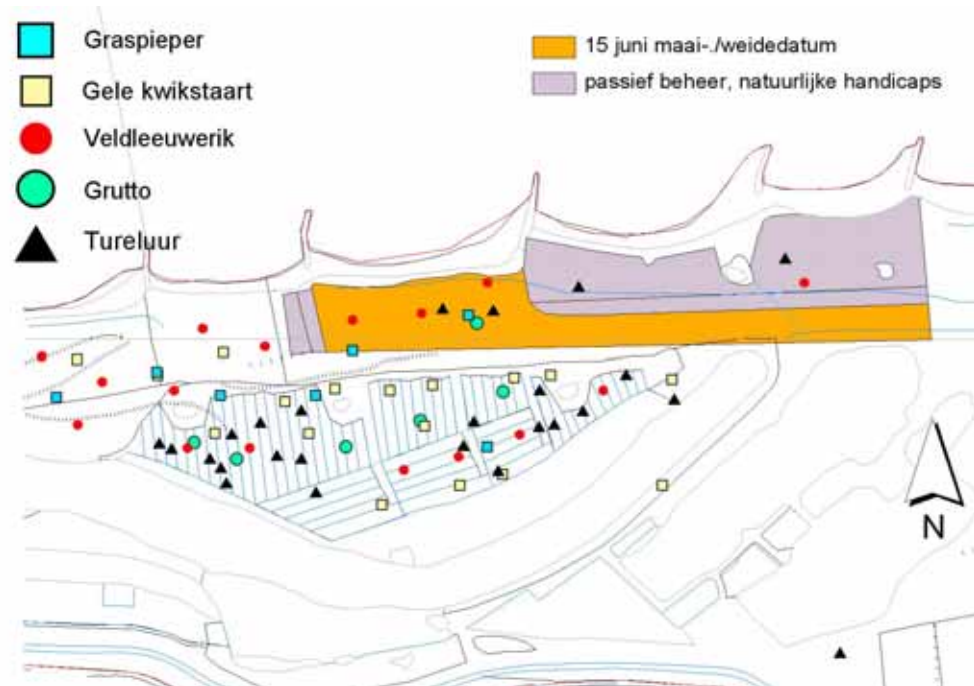 Graspieper
Gele kwikstaart
Veldleeuwerik
Grutto
Tureluur
15 juni maai-./weidedatum
passief beheer, natuurlijke handicaps
N